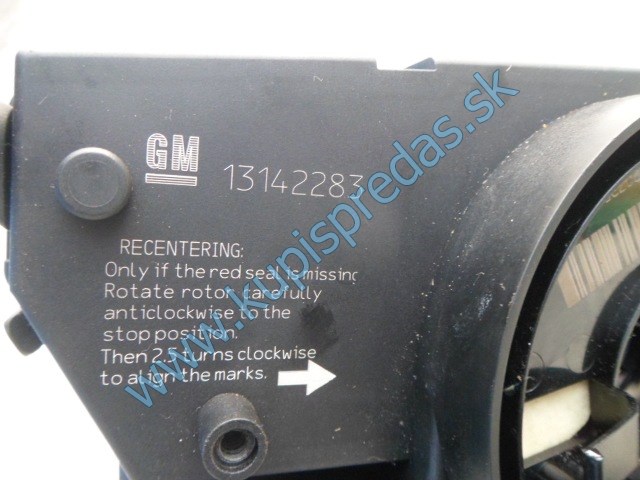 GM 13142283
RECENTERING:
Only if the red seal is missing
Rotate rotor carefully
anticlockwise to the
stop position.
Then 2.5 turns clockwise
to align the marks.
www.kupispredas.sk